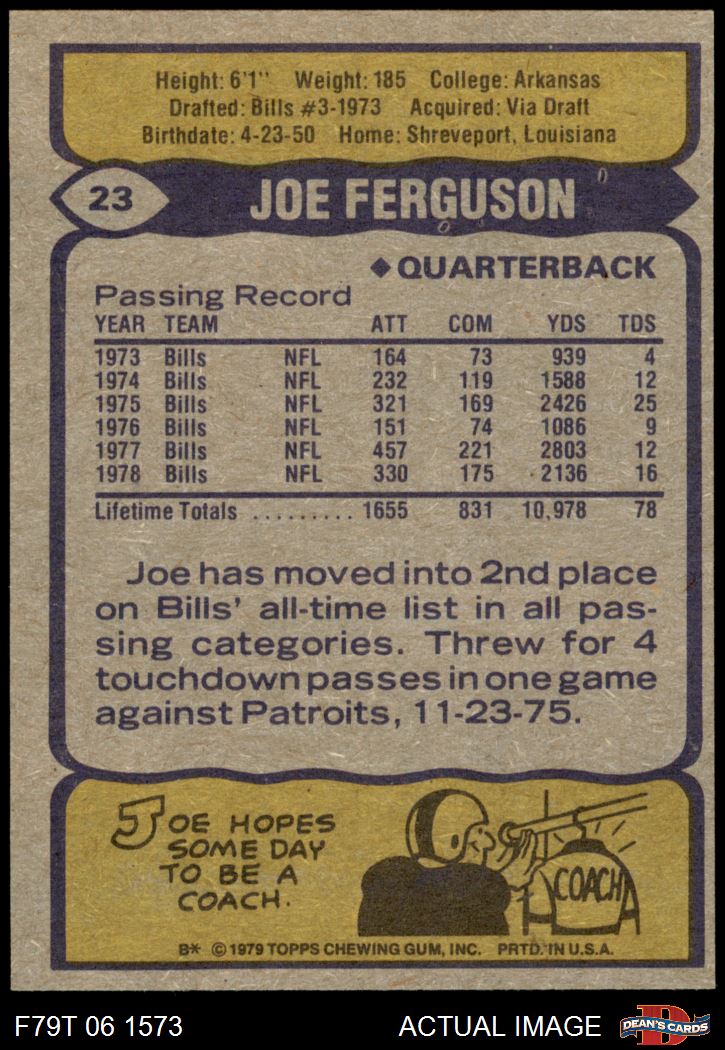 Height: 6'1" Weight: 185 College: Arkansas
Drafted: Bills #3-1973 Acquired: Via Draft
Birthdate: 4-23-50 Home: Shreveport, Louisiana
23 JOE FERGUSON
◆ QUARTERBACK
Passing Record
YEAR TEAM ATT COM YDS TDS
1973 Bills NFL 164 73 939 4
1974 Bills NFL 232 119 1588 12
1975 Bills NFL 321 169 2426 25
1976 Bills NFL 151 74 1086 9
1977 Bills NFL 457 221 2803 12
1978 Bills NFL 330 175 2136 16
Lifetime Totals .......... 1655 831 10,978 78
Joe has moved into 2nd place
on Bills' all-time list in all pas-
sing categories. Threw for 4
touchdown passes in one game
against Patroits, 11-23-75.
JOE HOPES
SOME DAY
TO BE A
COACH.
COACH
B* © 1979 TOPPS CHEWING GUM, INC. PRTD. IN U.S.A.
F79T 06 1573 ACTUAL IMAGE D DEAN'S CARDS